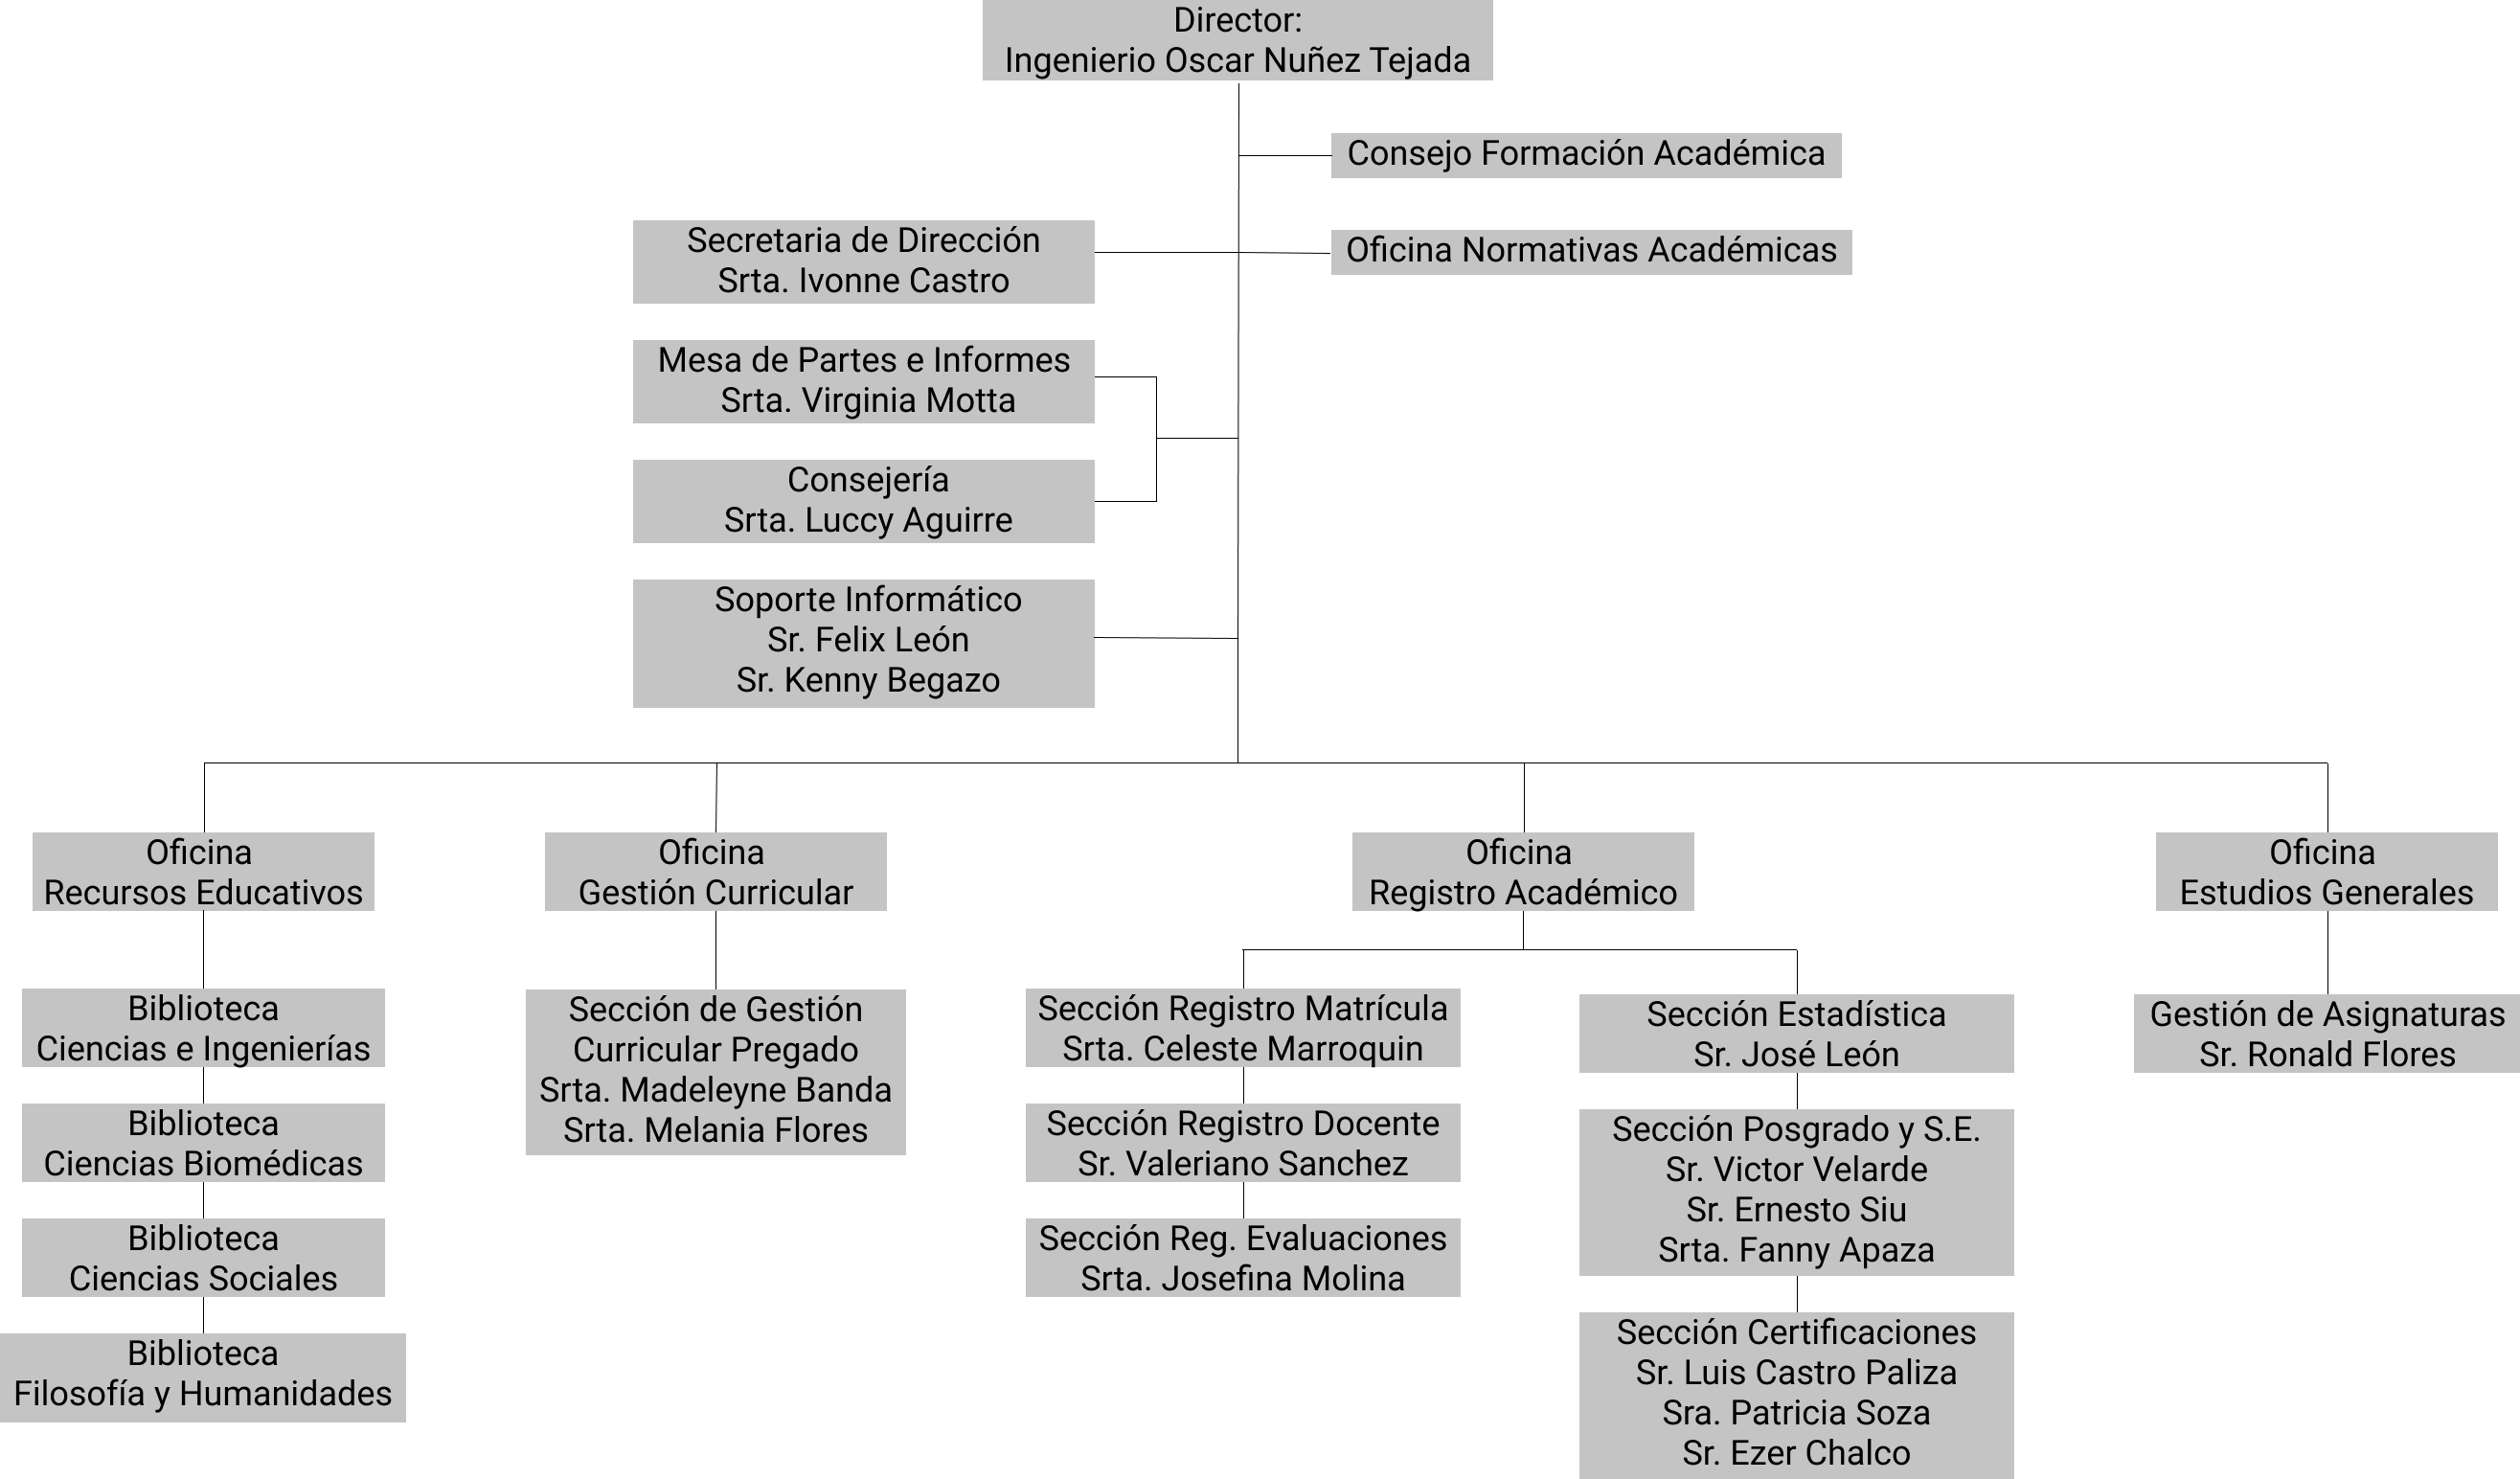 Director:
Ingenierio Oscar Nuñez Tejada
Consejo Formación Académica
Secretaria de Dirección
Srta. Ivonne Castro
Oficina Normativas Académicas
Mesa de Partes e Informes
Srta. Virginia Motta
Consejería
Srta. Luccy Aguirre
Soporte Informático
Sr. Felix León
Sr. Kenny Begazo
Oficina
Recursos Educativos
Biblioteca
Ciencias e Ingenierías
Biblioteca
Ciencias Biomédicas
Biblioteca
Ciencias Sociales
Biblioteca
Filosofía y Humanidades
Oficina
Gestión Curricular
Sección de Gestión
Curricular Pregado
Srta. Madeleyne Banda
Srta. Melania Flores
Oficina
Registro Académico
Sección Registro Matrícula
Srta. Celeste Marroquin
Sección Registro Docente
Sr. Valeriano Sanchez
Sección Reg. Evaluaciones
Srta. Josefina Molina
Sección Estadística
Sr. José León
Sección Posgrado y S.E.
Sr. Victor Velarde
Sr. Ernesto Siu
Srta. Fanny Apaza
Sección Certificaciones
Sr. Luis Castro Paliza
Sra. Patricia Soza
Sr. Ezer Chalco
Oficina
Estudios Generales
Gestión de Asignaturas
Sr. Ronald Flores